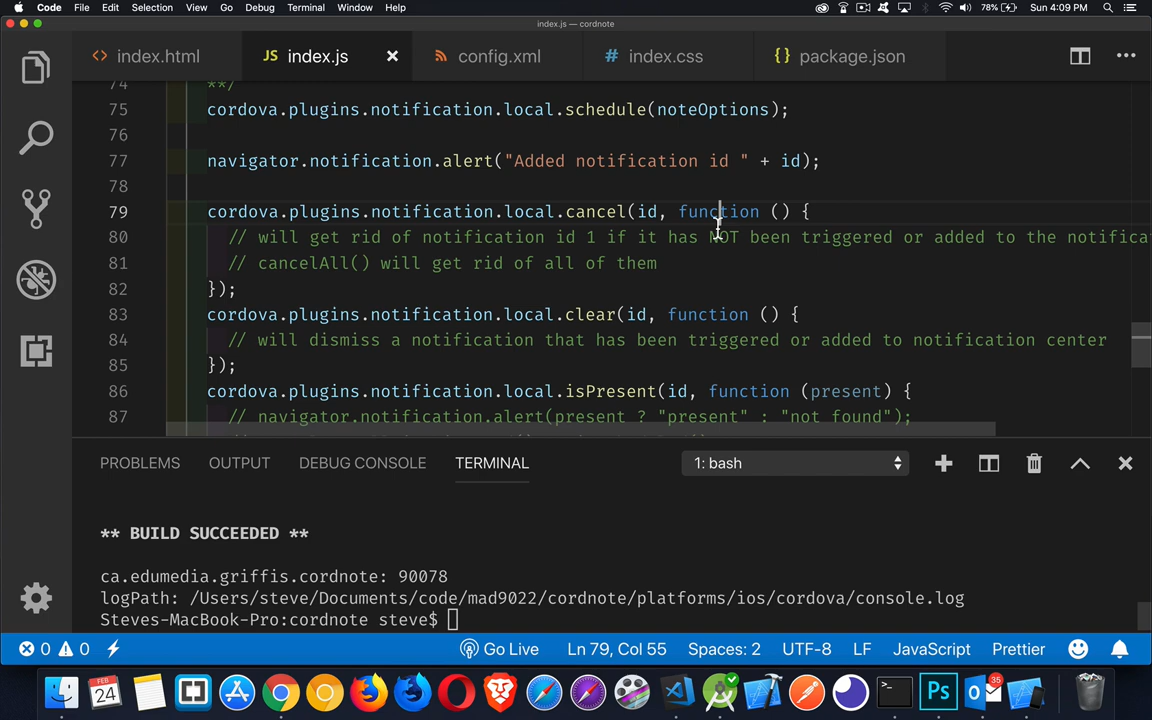 Code File Edit Selection View Go Debug Terminal Window Help 78% Sun 4:09 PM
index.js — cordnote
<> index.html JS index.js config.xml # index.css {} package.json
74 **/
75 cordova.plugins.notification.local.schedule(noteOptions);
76
77 navigator.notification.alert("Added notification id " + id);
78
79 cordova.plugins.notification.local.cancel(id, function () {
80 // will get rid of notification id 1 if it has NOT been triggered or added to the notifica
81 // cancelAll() will get rid of all of them
82 });
83 cordova.plugins.notification.local.clear(id, function () {
84 // will dismiss a notification that has been triggered or added to notification center
85 });
86 cordova.plugins.notification.local.isPresent(id, function (present) {
87 // navigator.notification.alert(present ? "present" : "not found");
PROBLEMS OUTPUT DEBUG CONSOLE TERMINAL 1: bash
** BUILD SUCCEEDED **
ca.edumedia.griffis.cordnote: 90078
logPath: /Users/steve/Documents/code/mad9022/cordnote/platforms/ios/cordova/console.log
Steves-MacBook-Pro:cordnote steve$
0 0 Go Live Ln 79, Col 55 Spaces: 2 UTF-8 LF JavaScript Prettier
FEB
24
Ps
35